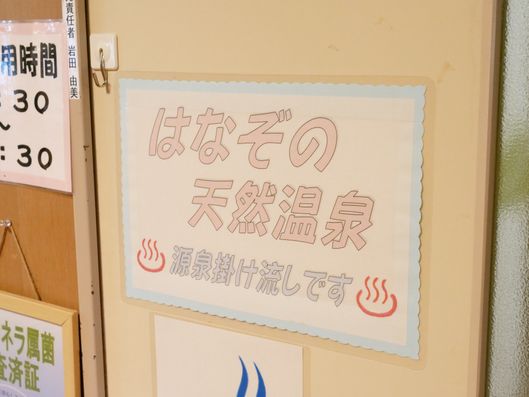 責任者 岩田 由美
用時間
:30
～
:30
はなぞの
天然温泉
源泉掛け流しです
ネラ属菌
査済証